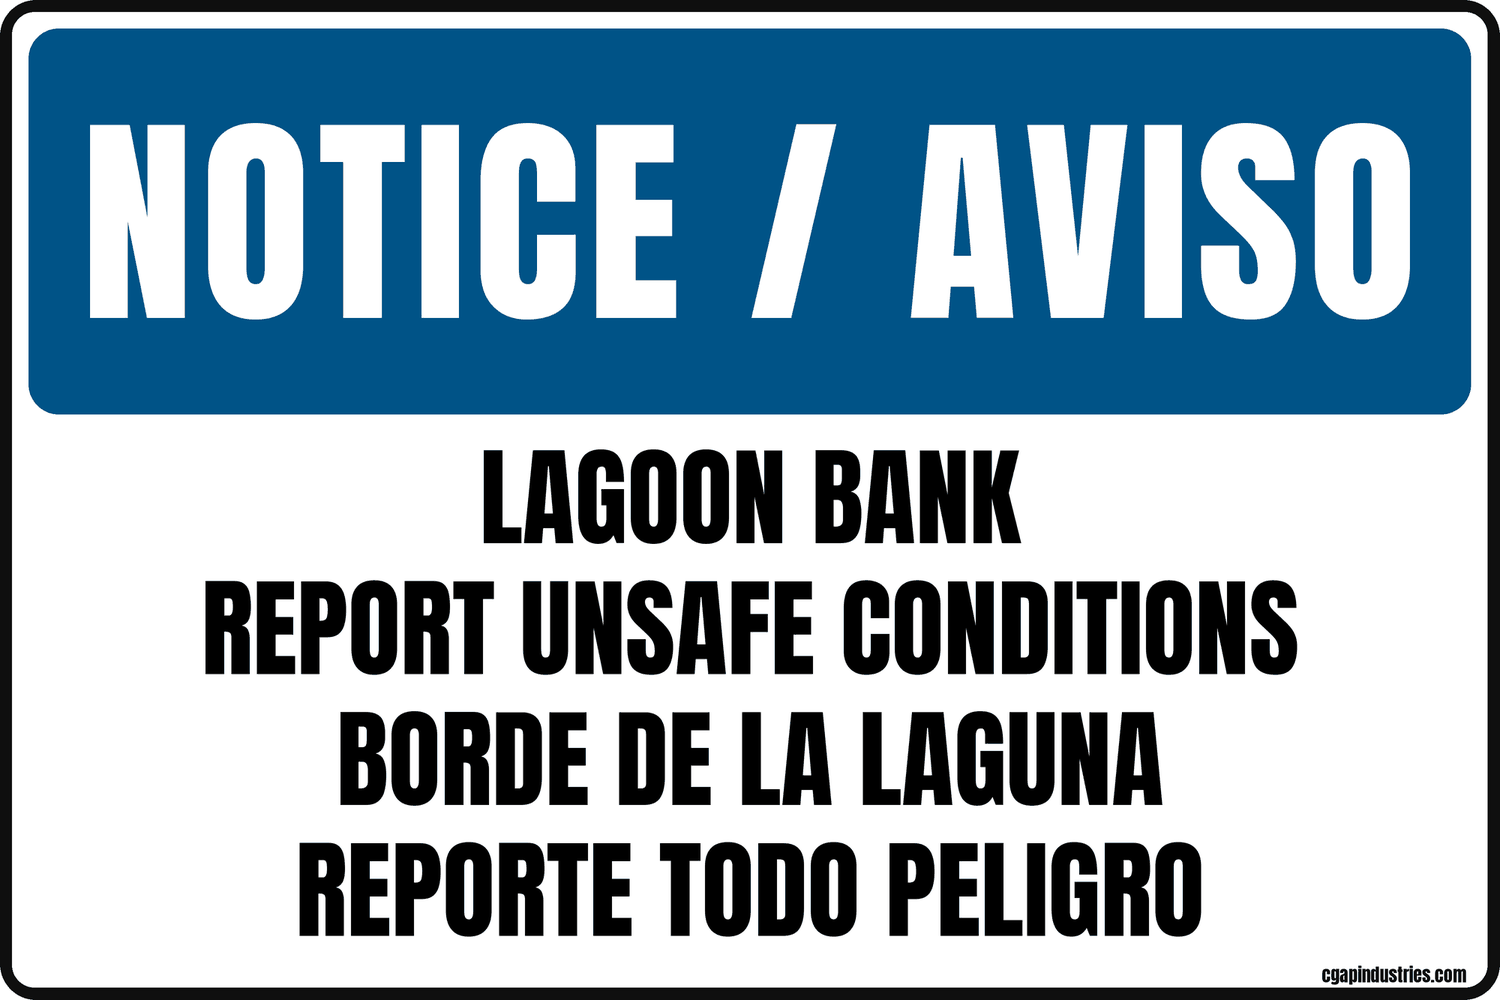 NOTICE / AVISO
LAGOON BANK
REPORT UNSAFE CONDITIONS
BORDE DE LA LAGUNA
REPORTE TODO PELIGRO
cgapindustries.com